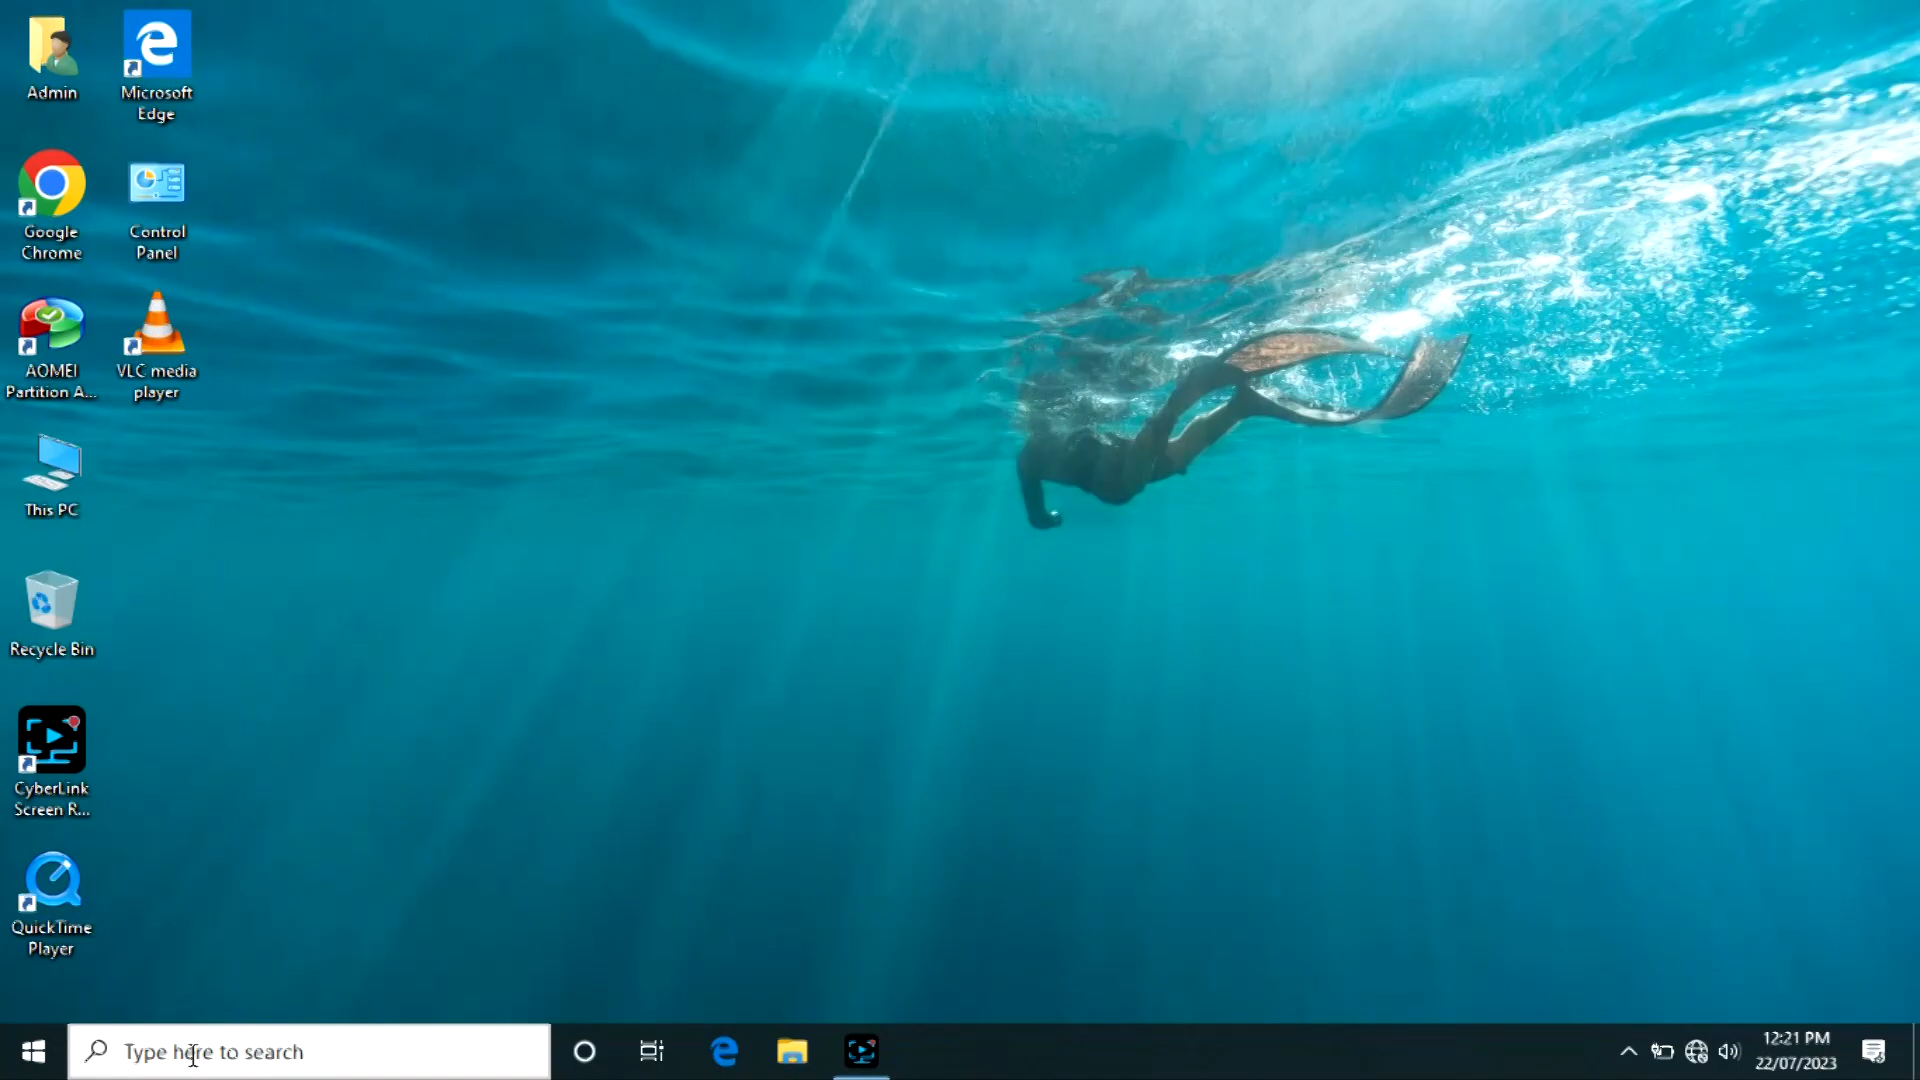 Admin
Microsoft
Edge
Google
Chrome
Control
Panel
AOMEI
Partition A...
VLC media
player
This PC
Recycle Bin
CyberLink
Screen R...
QuickTime
Player
Type here to search
12:21 PM
22/07/2023